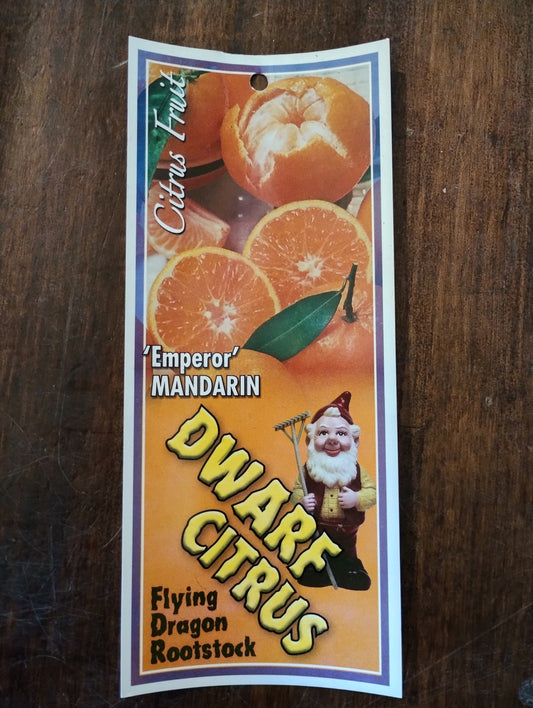 Citrus Fruit
'Emperor'
MANDARIN
DWARF
CITRUS
Flying
Dragon
Rootstock